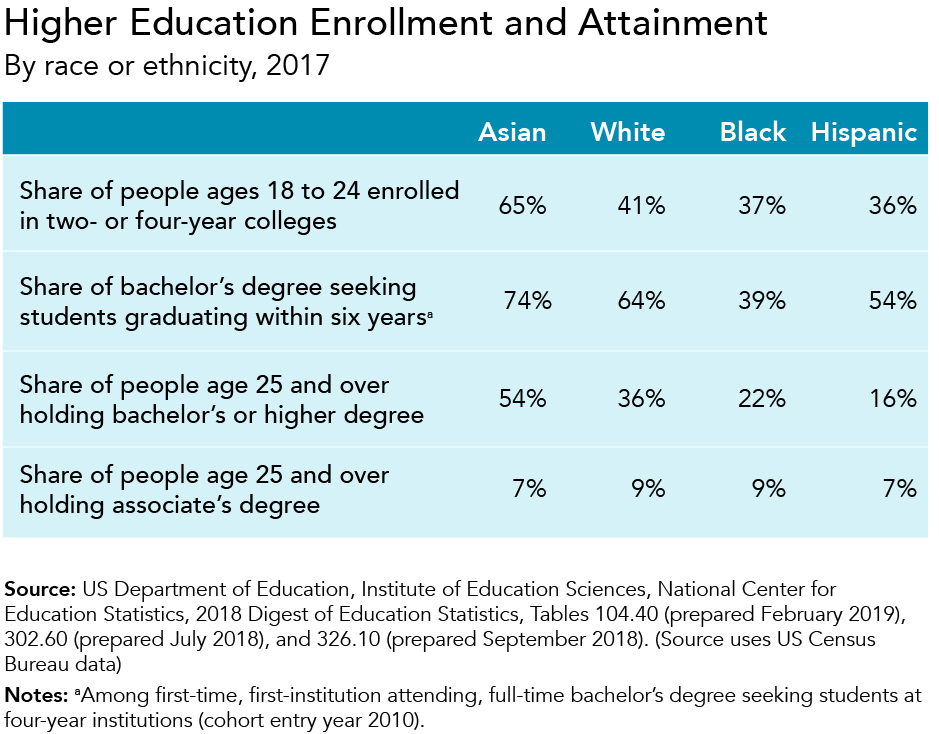 Higher Education Enrollment and Attainment
By race or ethnicity, 2017
Asian White Black Hispanic
Share of people ages 18 to 24 enrolled
in two- or four-year colleges
65% 41% 37% 36%
Share of bachelor’s degree seeking
students graduating within six yearsª
74% 64% 39% 54%
Share of people age 25 and over
holding bachelor’s or higher degree
54% 36% 22% 16%
Share of people age 25 and over
holding associate’s degree
7% 9% 9% 7%
Source: US Department of Education, Institute of Education Sciences, National Center for
Education Statistics, 2018 Digest of Education Statistics, Tables 104.40 (prepared February 2019),
302.60 (prepared July 2018), and 326.10 (prepared September 2018). (Source uses US Census
Bureau data)
Notes: ªAmong first-time, first-institution attending, full-time bachelor’s degree seeking students at
four-year institutions (cohort entry year 2010).